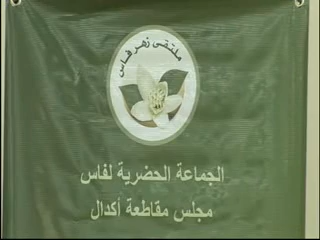 ملتقى زهر فاس
الجماعة الحضرية لفاس
مجلس مقاطعة أكدال